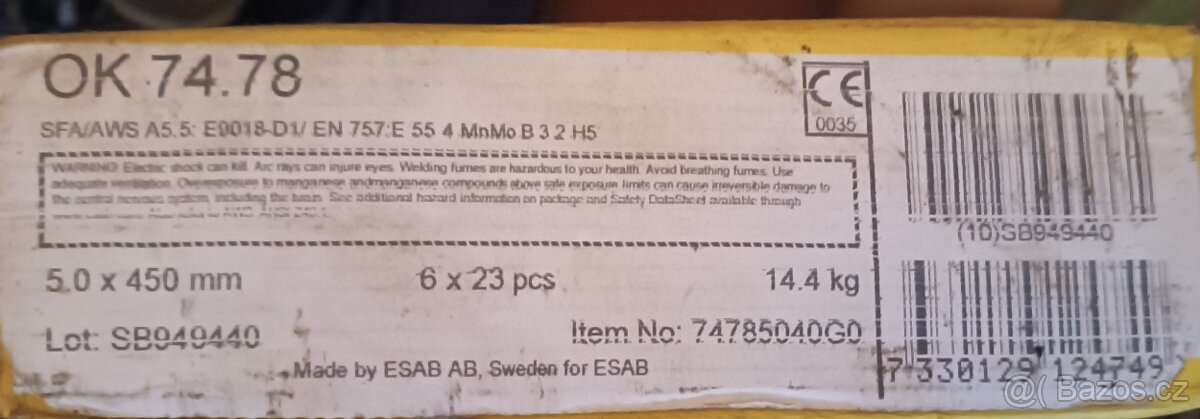 OK 74.78
SFA/AWS A5.5: E9018-D1/ EN 757:E 55 4 MnMo B 3 2 H5
CE
0035
WARNING: Electric shock can kill. Arc rays can injure eyes. Welding fumes are hazardous to your health. Avoid breathing fumes. Use
adequate ventilation. Overexposure to manganese andmanganese compounds above safe exposure limits can cause irreversible damage to
the central nervous system, including the brain. See additional hazard information on package and Safety DataSheet available through
5.0 x 450 mm
6 x 23 pcs
14.4 kg
Lot: SB949440
Item No: 74785040G0
Made by ESAB AB, Sweden for ESAB
(10)SB949440
7 330129 124749
@( Bazos.cz